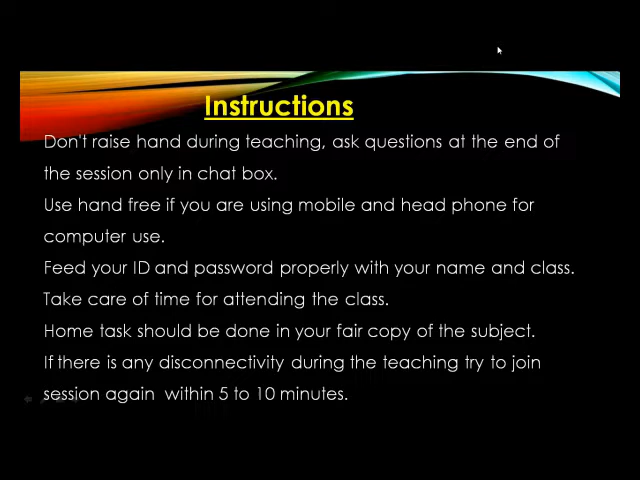 Instructions
Don't raise hand during teaching, ask questions at the end of
the session only in chat box.
Use hand free if you are using mobile and head phone for
computer use.
Feed your ID and password properly with your name and class.
Take care of time for attending the class.
Home task should be done in your fair copy of the subject.
If there is any disconnectivity during the teaching try to join
session again within 5 to 10 minutes.